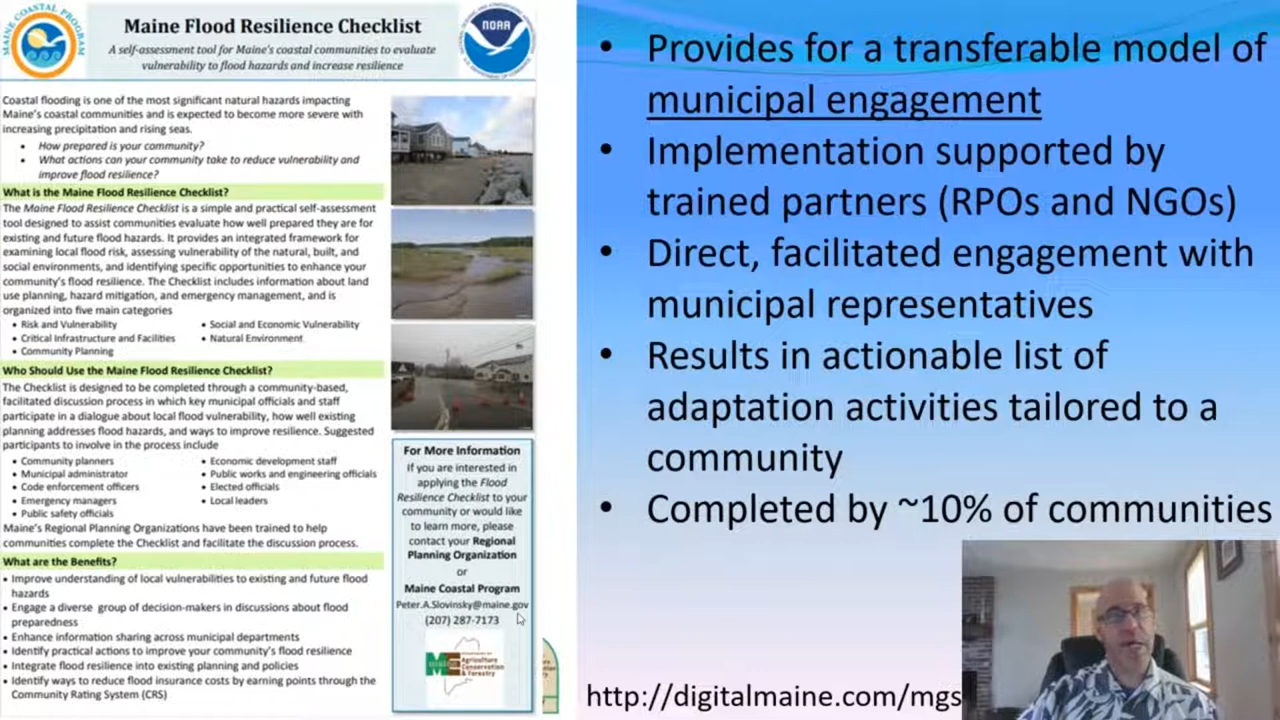 MAINE COASTAL PROGRAM
Maine Flood Resilience Checklist
A self-assessment tool for Maine's coastal communities to evaluate
vulnerability to flood hazards and increase resilience
NOAA
Coastal flooding is one of the most significant natural hazards impacting
Maine's coastal communities and is expected to become more severe with
increasing precipitation and rising seas.
• How prepared is your community?
• What actions can your community take to reduce vulnerability and
improve flood resilience?
What is the Maine Flood Resilience Checklist?
The Maine Flood Resilience Checklist is a simple and practical self-assessment
tool designed to assist communities evaluate how well prepared they are for
existing and future flood hazards. It provides an integrated framework for
examining local flood risk, assessing vulnerability of the natural, built, and
social environments, and identifying specific opportunities to enhance your
community's flood resilience. The Checklist includes information about land
use planning, hazard mitigation, and emergency management, and is
organized into five main categories
• Risk and Vulnerability
• Critical Infrastructure and Facilities
• Community Planning
• Social and Economic Vulnerability
• Natural Environment
Who Should Use the Maine Flood Resilience Checklist?
The Checklist is designed to be completed through a community-based,
facilitated discussion process in which key municipal officials and staff
participate in a dialogue about local flood vulnerability, how well existing
planning addresses flood hazards, and ways to improve resilience. Suggested
participants to involve in the process include
• Community planners
• Municipal administrator
• Code enforcement officers
• Emergency managers
• Public safety officials
• Economic development staff
• Public works and engineering officials
• Elected officials
• Local leaders
Maine's Regional Planning Organizations have been trained to help
communities complete the Checklist and facilitate the discussion process.
What are the Benefits?
• Improve understanding of local vulnerabilities to existing and future flood
hazards
• Engage a diverse group of decision-makers in discussions about flood
preparedness
• Enhance information sharing across municipal departments
• Identify practical actions to improve your community's flood resilience
• Integrate flood resilience into existing planning and policies
• Identify ways to reduce flood insurance costs by earning points through the
Community Rating System (CRS)
For More Information
If you are interested in
applying the Flood
Resilience Checklist to your
community or would like
to learn more, please
contact your Regional
Planning Organization
or
Maine Coastal Program
Peter.A.Slovinsky@maine.gov
(207) 287-7173
Agriculture
Conservation
& Forestry
• Provides for a transferable model of
municipal engagement
• Implementation supported by
trained partners (RPOs and NGOs)
• Direct, facilitated engagement with
municipal representatives
• Results in actionable list of
adaptation activities tailored to a
community
• Completed by ~10% of communities
http://digitalmaine.com/mgs